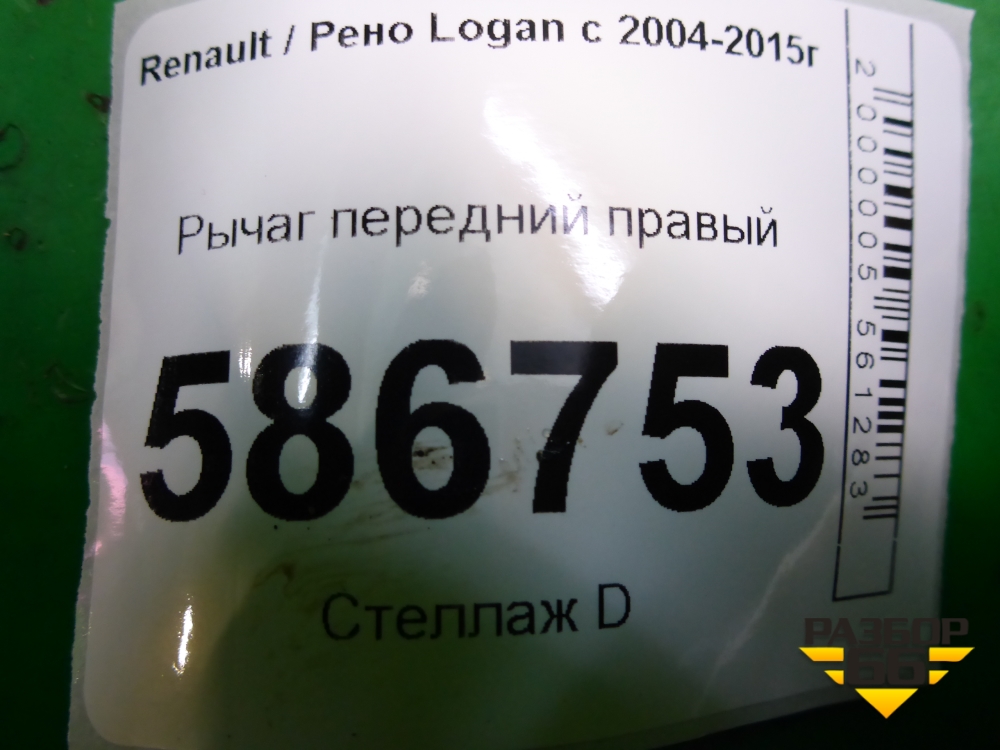 Renault / Рено Logan с 2004-2015г
Рычаг передний правый
586753
Стеллаж D
2000005561283
РАЗБОР
66